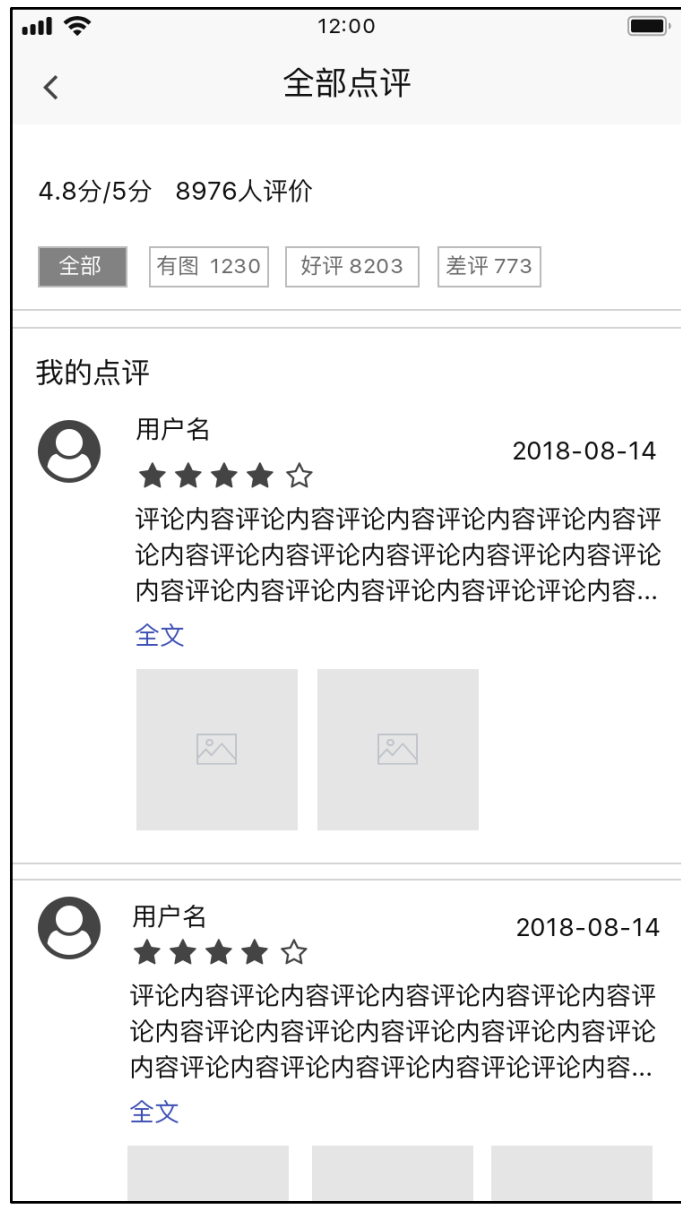 12:00
全部点评
4.8分/5分 8976人评价
全部 有图 1230 好评 8203 差评 773
我的点评
用户名
2018-08-14
评论内容评论内容评论内容评论内容评论内容评
论内容评论内容评论内容评论内容评论内容评论
内容评论内容评论内容评论内容评论评论内容...
全文
用户名
2018-08-14
评论内容评论内容评论内容评论内容评论内容评
论内容评论内容评论内容评论内容评论内容评论
内容评论内容评论内容评论内容评论评论内容...
全文